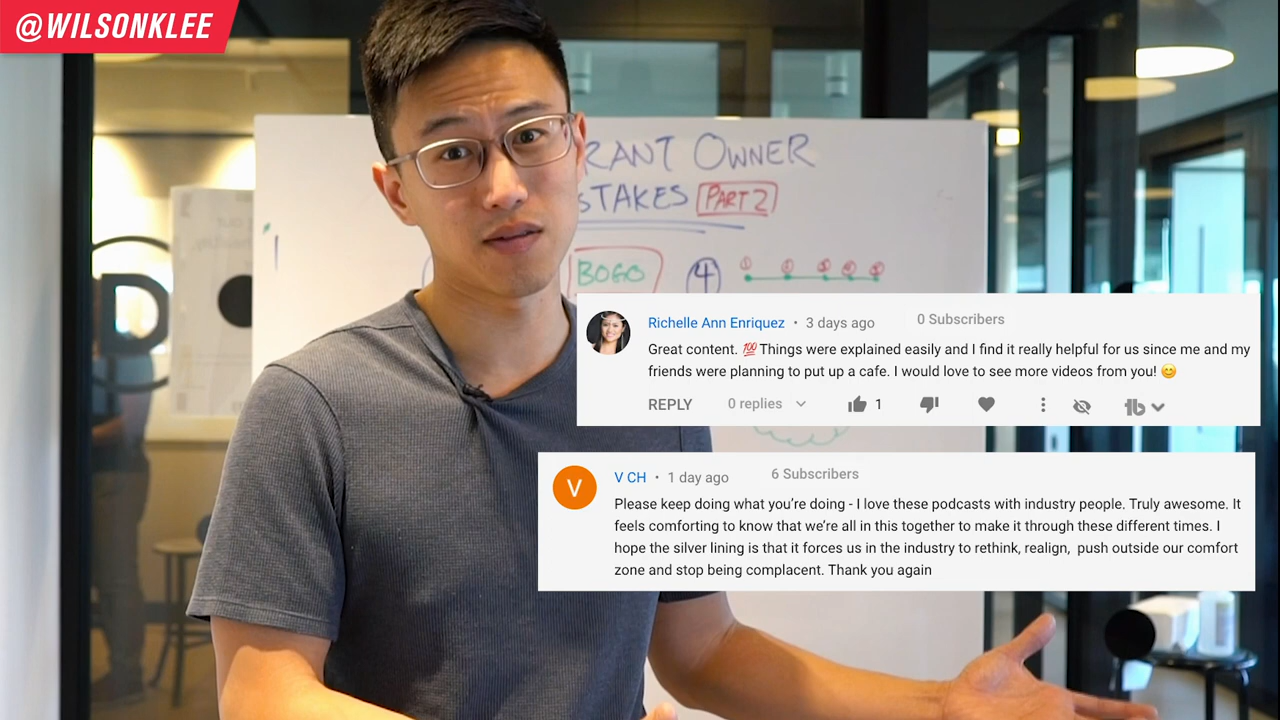 @WILSONKLEE
RANT OWNER
STAKES PART 2
BOGO 4
D
Richelle Ann Enriquez • 3 days ago 0 Subscribers
Great content. 💯 Things were explained easily and I find it really helpful for us since me and my
friends were planning to put up a cafe. I would love to see more videos from you! 😊
REPLY 0 replies 1
V
V CH • 1 day ago 6 Subscribers
Please keep doing what you're doing - I love these podcasts with industry people. Truly awesome. It
feels comforting to know that we're all in this together to make it through these different times. I
hope the silver lining is that it forces us in the industry to rethink, realign, push outside our comfort
zone and stop being complacent. Thank you again